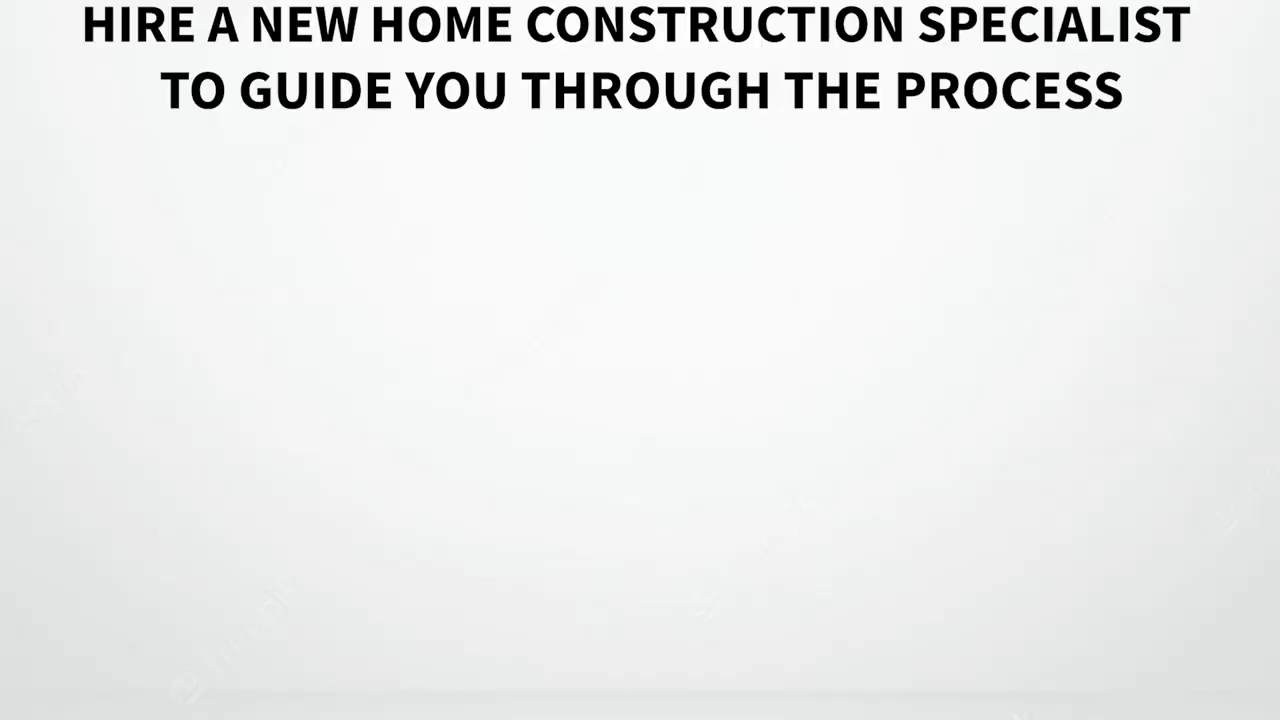 HIRE A NEW HOME CONSTRUCTION SPECIALIST
TO GUIDE YOU THROUGH THE PROCESS